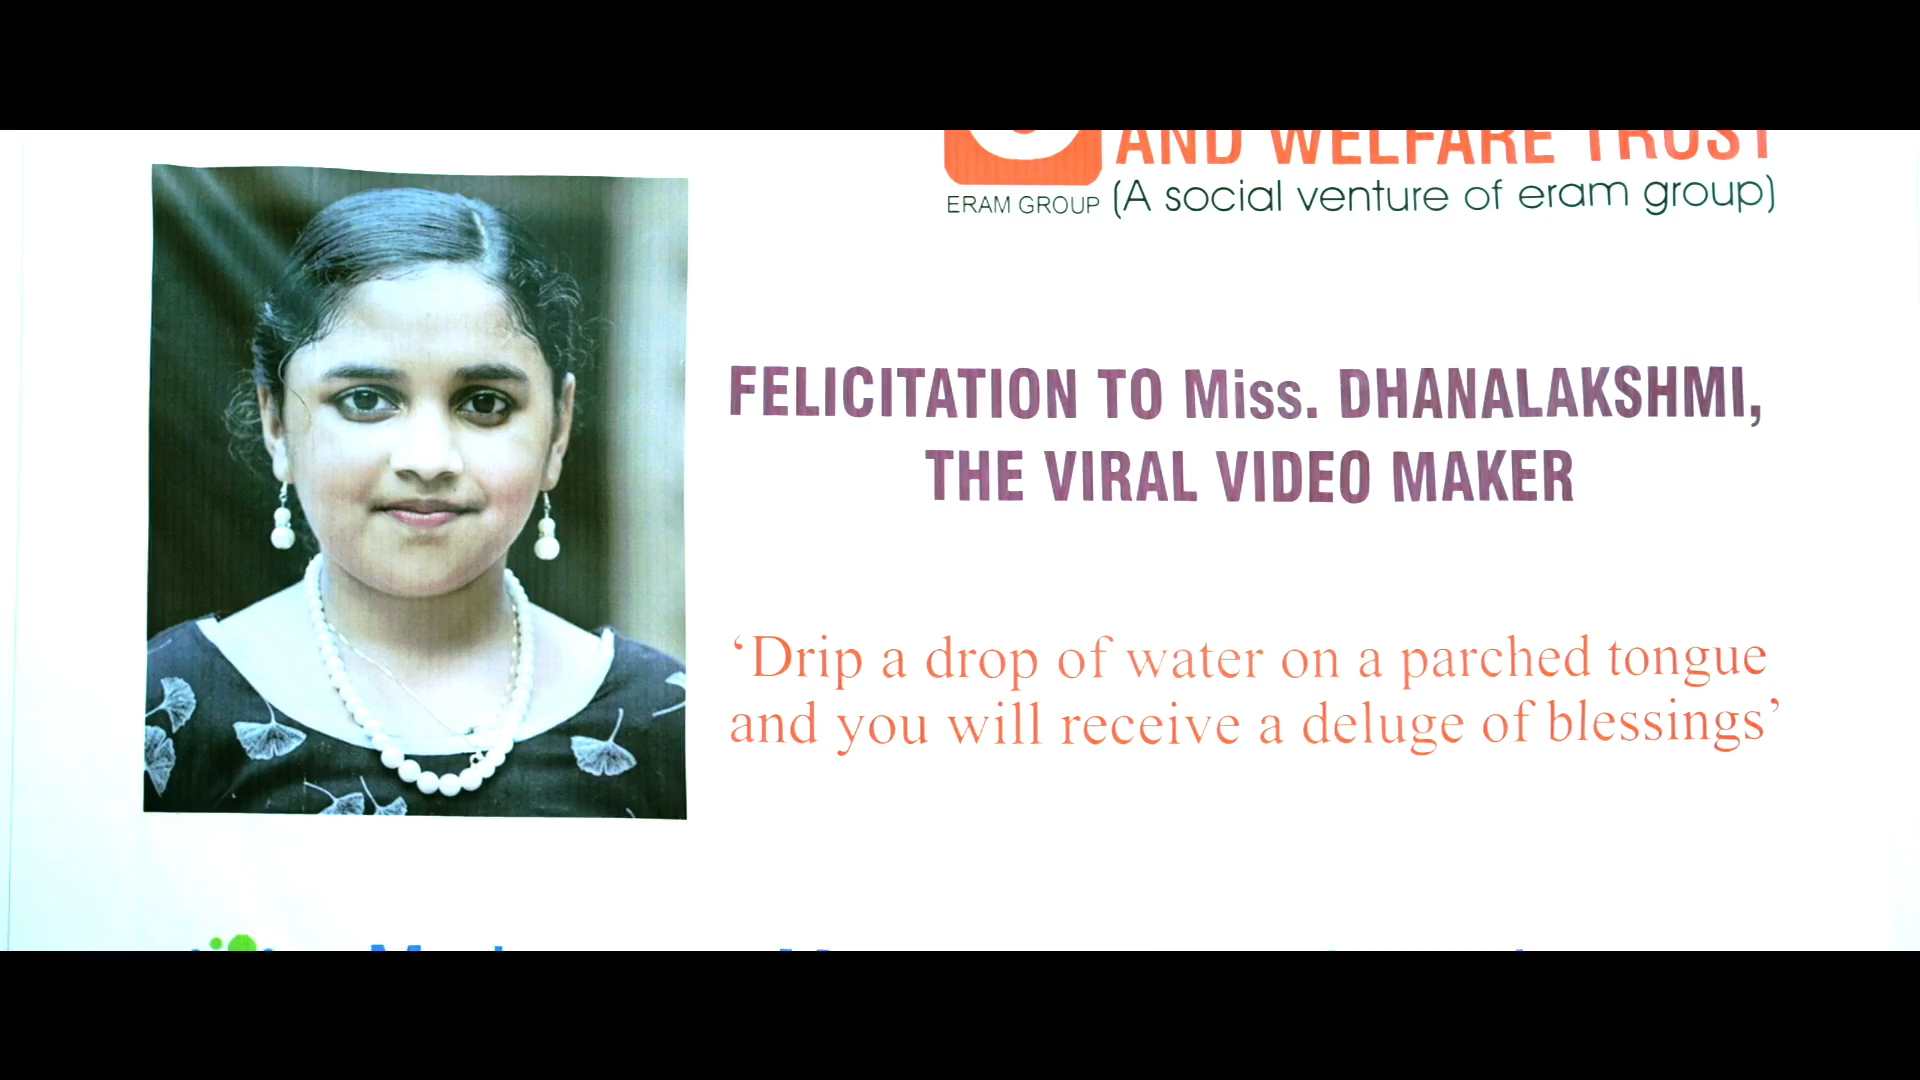 AND WELFARE TRUST
ERAM GROUP (A social venture of eram group)
FELICITATION TO Miss. DHANALAKSHMI,
THE VIRAL VIDEO MAKER
‘Drip a drop of water on a parched tongue
and you will receive a deluge of blessings’